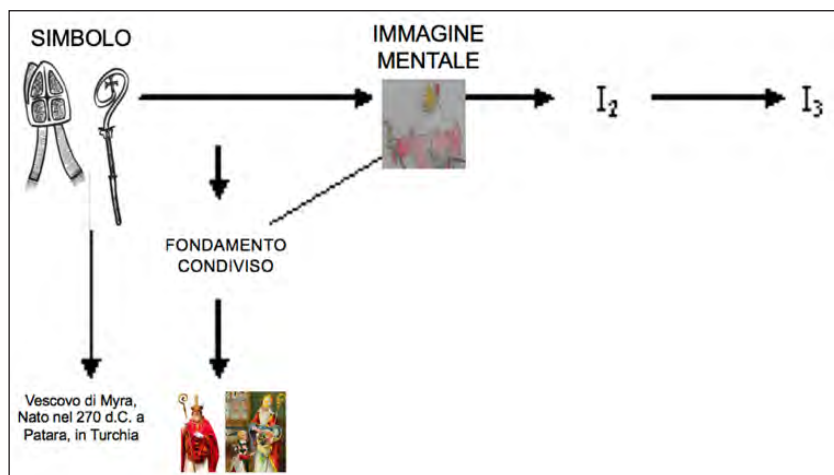 SIMBOLO
IMMAGINE
MENTALE
I2
I3
FONDAMENTO
CONDIVISO
Vescovo di Myra,
Nato nel 270 d.C. a
Patara, in Turchia